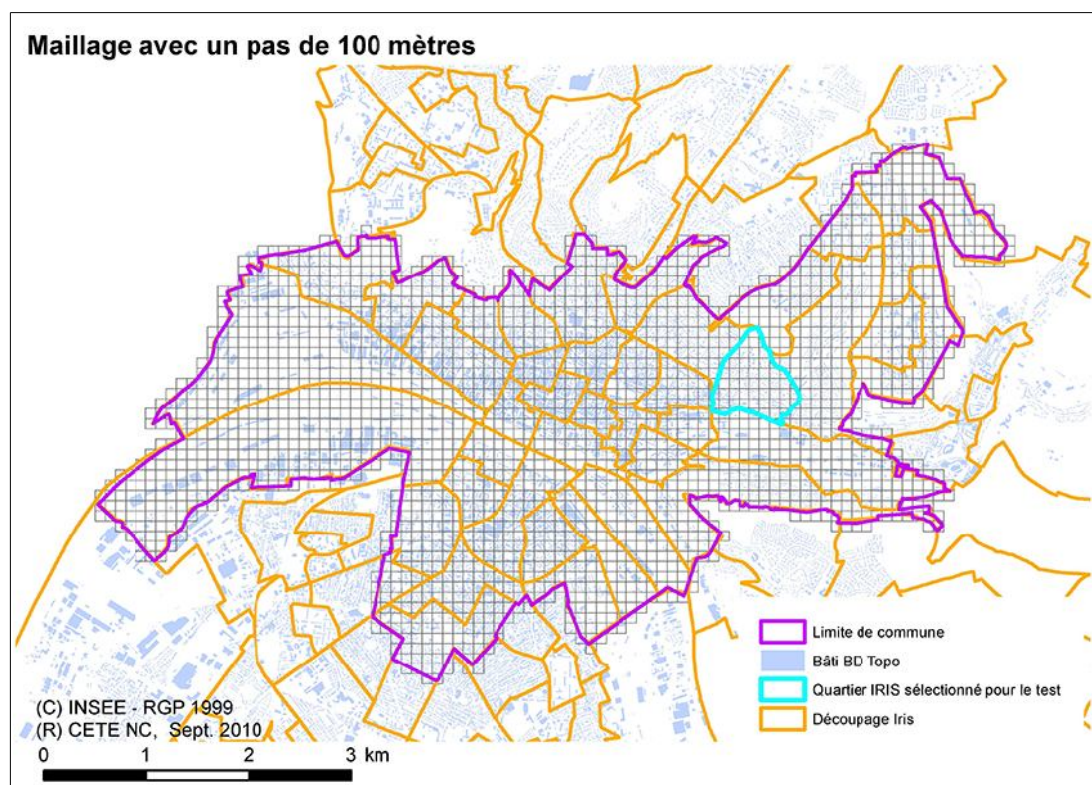 Maillage avec un pas de 100 mètres
Limite de commune
Bâti BD Topo
Quartier IRIS sélectionné pour le test
Découpage Iris
(C) INSEE - RGP 1999
(R) CETE NC, Sept. 2010
0 1 2 3 km